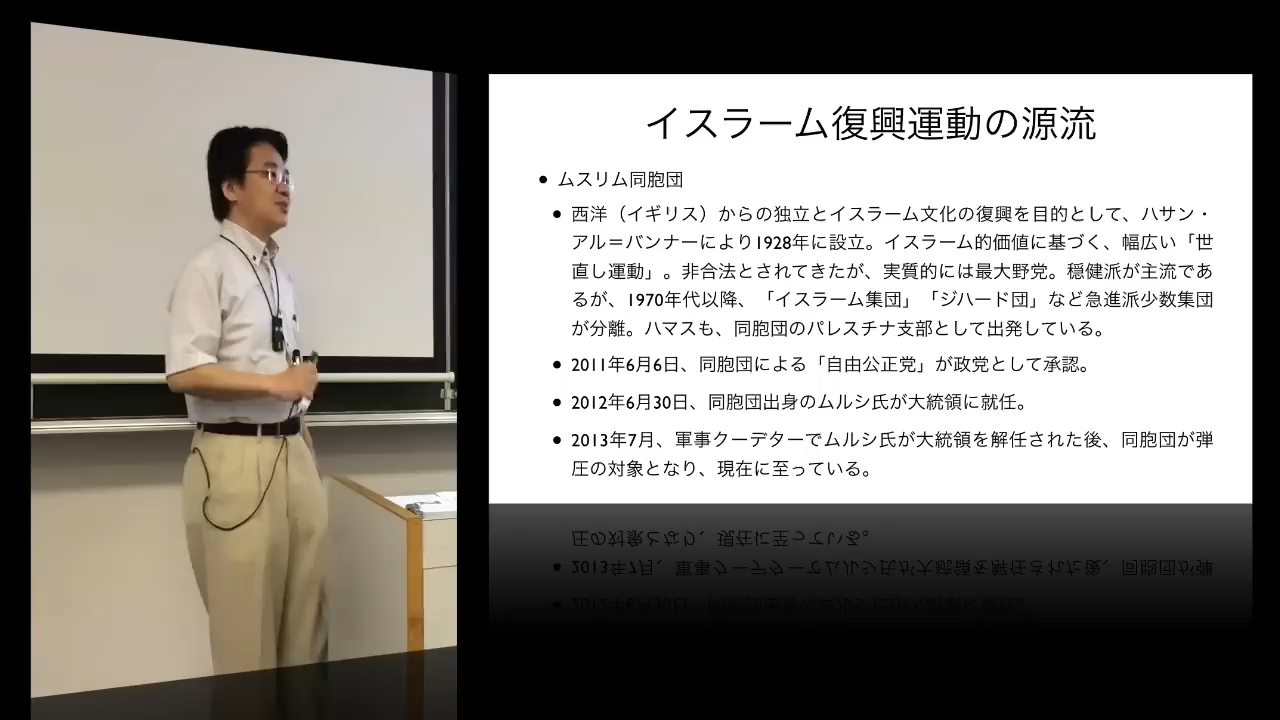 イスラーム復興運動の源流
• ムスリム同胞団
• 西洋（イギリス）からの独立とイスラーム文化の復興を目的として、ハサン・
アル＝バンナーにより1928年に設立。イスラーム的価値に基づく、幅広い「世
直し運動」。非合法とされてきたが、実質的には最大野党。穏健派が主流であ
るが、1970年代以降、「イスラーム集団」「ジハード団」など急進派少数集団
が分離。ハマスも、同胞団のパレスチナ支部として出発している。
• 2011年6月6日、同胞団による「自由公正党」が政党として承認。
• 2012年6月30日、同胞団出身のムルシ氏が大統領に就任。
• 2013年7月、軍事クーデターでムルシ氏が大統領を解任された後、同胞団が弾
圧の対象となり、現在に至っている。